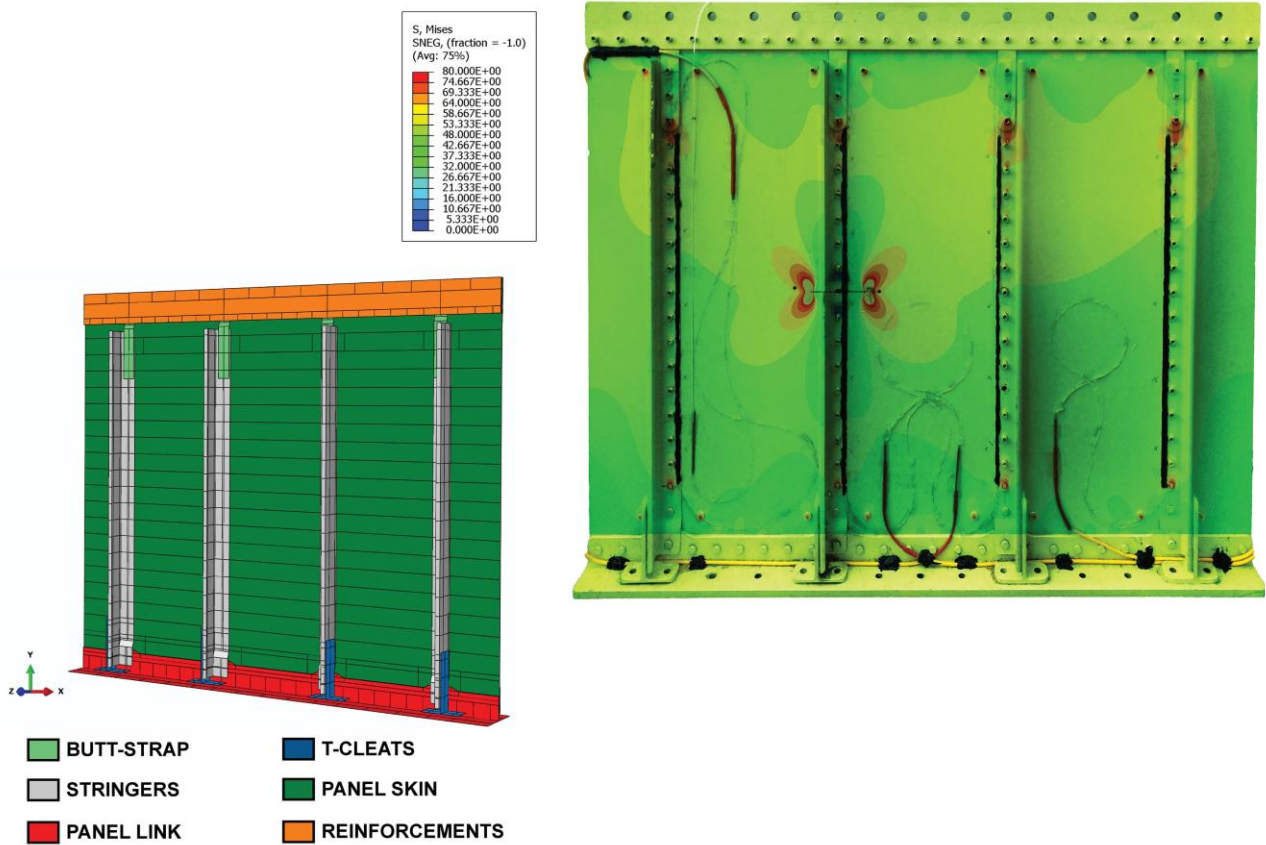 S, Mises
SNEG, (fraction = -1.0)
(Avg: 75%)
80.000E+00
74.667E+00
69.333E+00
64.000E+00
58.667E+00
53.333E+00
48.000E+00
42.667E+00
37.333E+00
32.000E+00
26.667E+00
21.333E+00
16.000E+00
10.667E+00
5.333E+00
0.000E+00
Y
Z X
BUTT-STRAP
STRINGERS
PANEL LINK
T-CLEATS
PANEL SKIN
REINFORCEMENTS